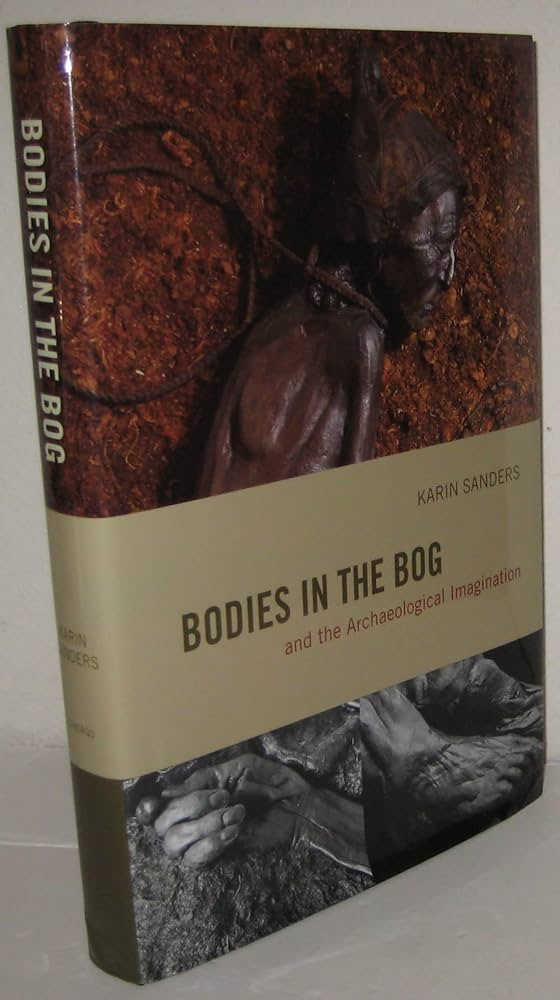 BODIES IN THE BOG
KARIN SANDERS
BODIES IN THE BOG
and the Archaeological Imagination
KARIN
SANDERS